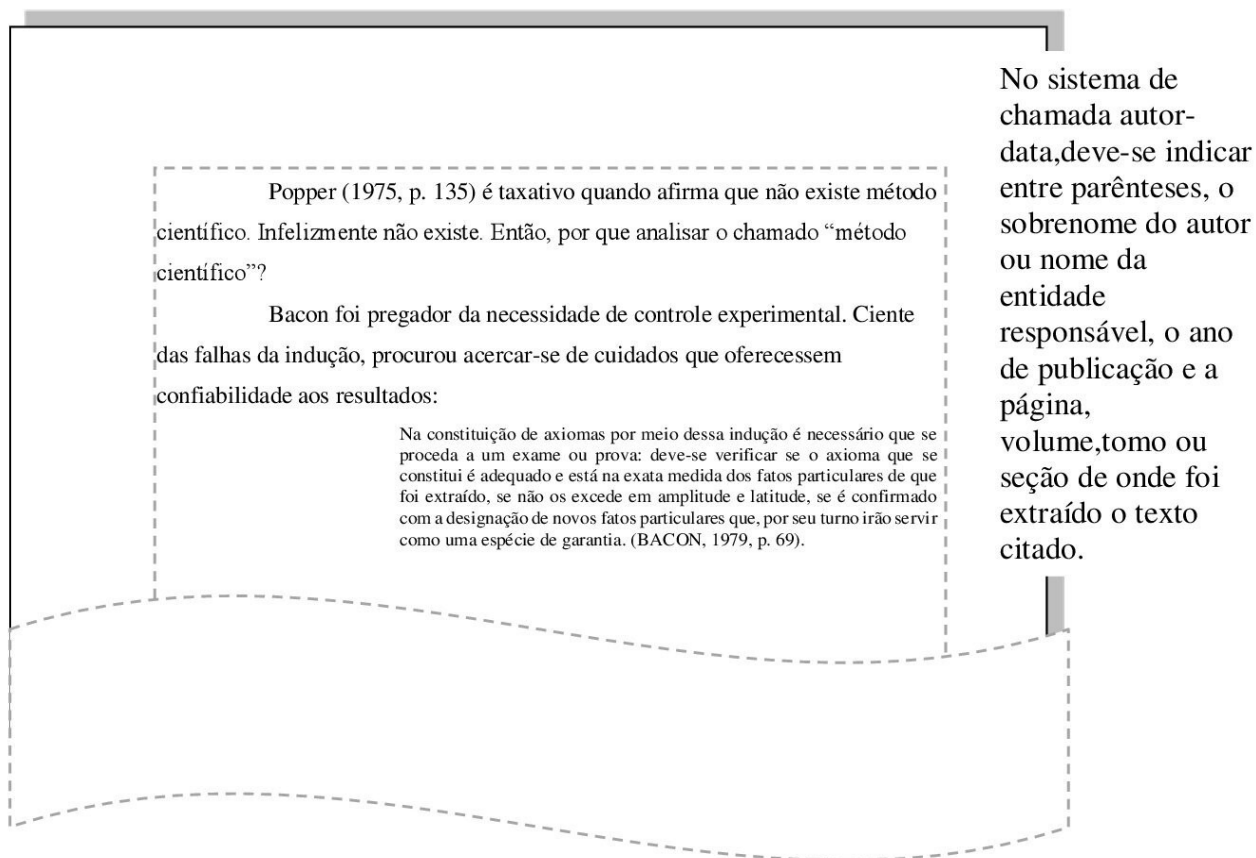 Popper (1975, p. 135) é taxativo quando afirma que não existe método
científico. Infelizmente não existe. Então, por que analisar o chamado “método
científico”?
Bacon foi pregador da necessidade de controle experimental. Ciente
das falhas da indução, procurou acercar-se de cuidados que oferecessem
confiabilidade aos resultados:
Na constituição de axiomas por meio dessa indução é necessário que se
proceda a um exame ou prova: deve-se verificar se o axioma que se
constitui é adequado e está na exata medida dos fatos particulares de que
foi extraído, se não os excede em amplitude e latitude, se é confirmado
com a designação de novos fatos particulares que, por seu turno irão servir
como uma espécie de garantia. (BACON, 1979, p. 69).
No sistema de
chamada autor-
data,deve-se indicar
entre parênteses, o
sobrenome do autor
ou nome da
entidade
responsável, o ano
de publicação e a
página,
volume,tomo ou
seção de onde foi
extraído o texto
citado.